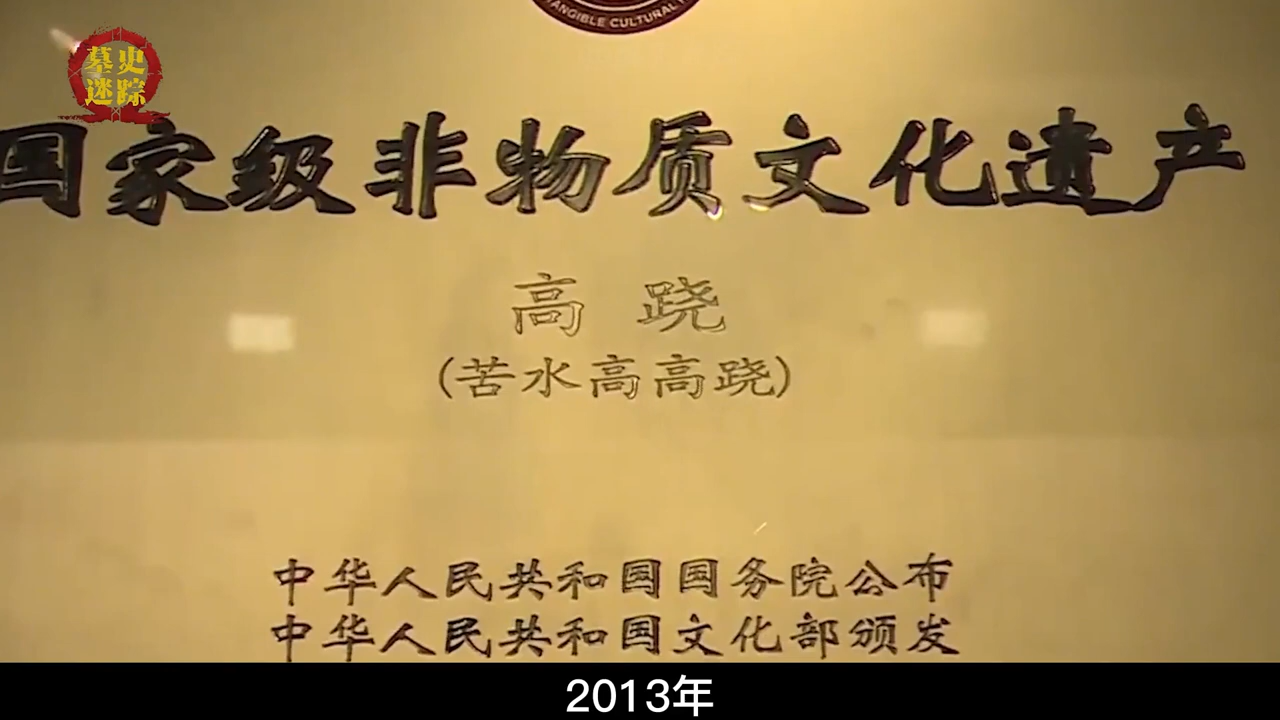 ANGIBLE CULTURAL
墓史
迷踪
国家级非物质文化遗产
高跷
(苦水高高跷)
中华人民共和国国务院公布
中华人民共和国文化部颁发
2013年